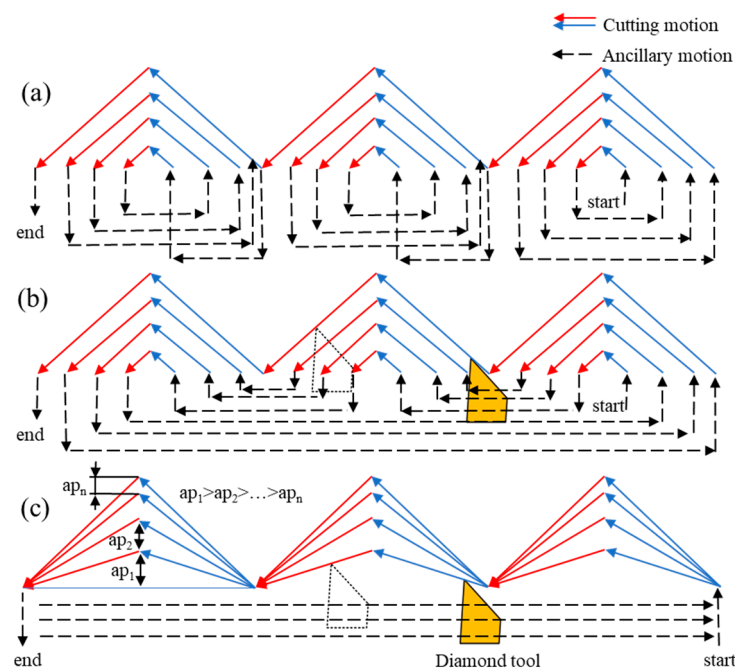 Cutting motion
Ancillary motion
(a)
start
end
(b)
start
end
(c)
apn
ap1>ap2>…>apn
ap2
ap1
end
Diamond tool
start